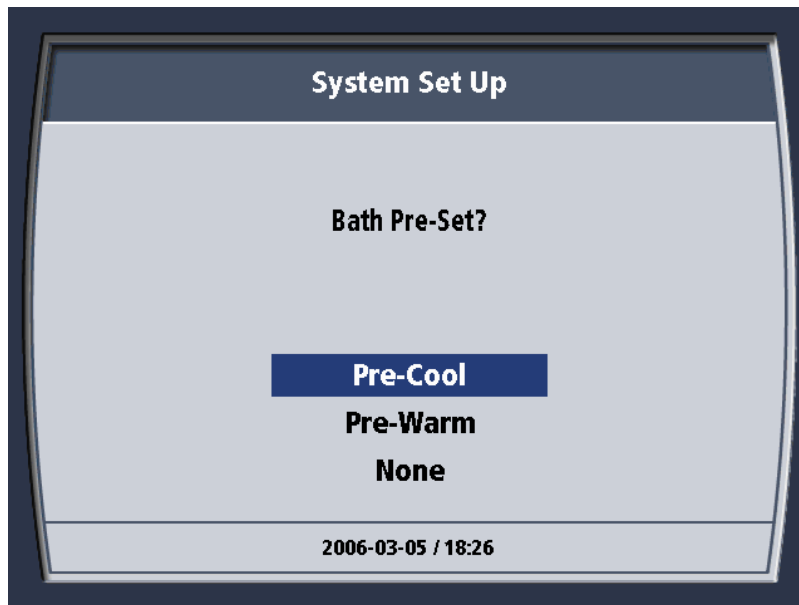 System Set Up
Bath Pre-Set?
Pre-Cool
Pre-Warm
None
2006-03-05 / 18:26